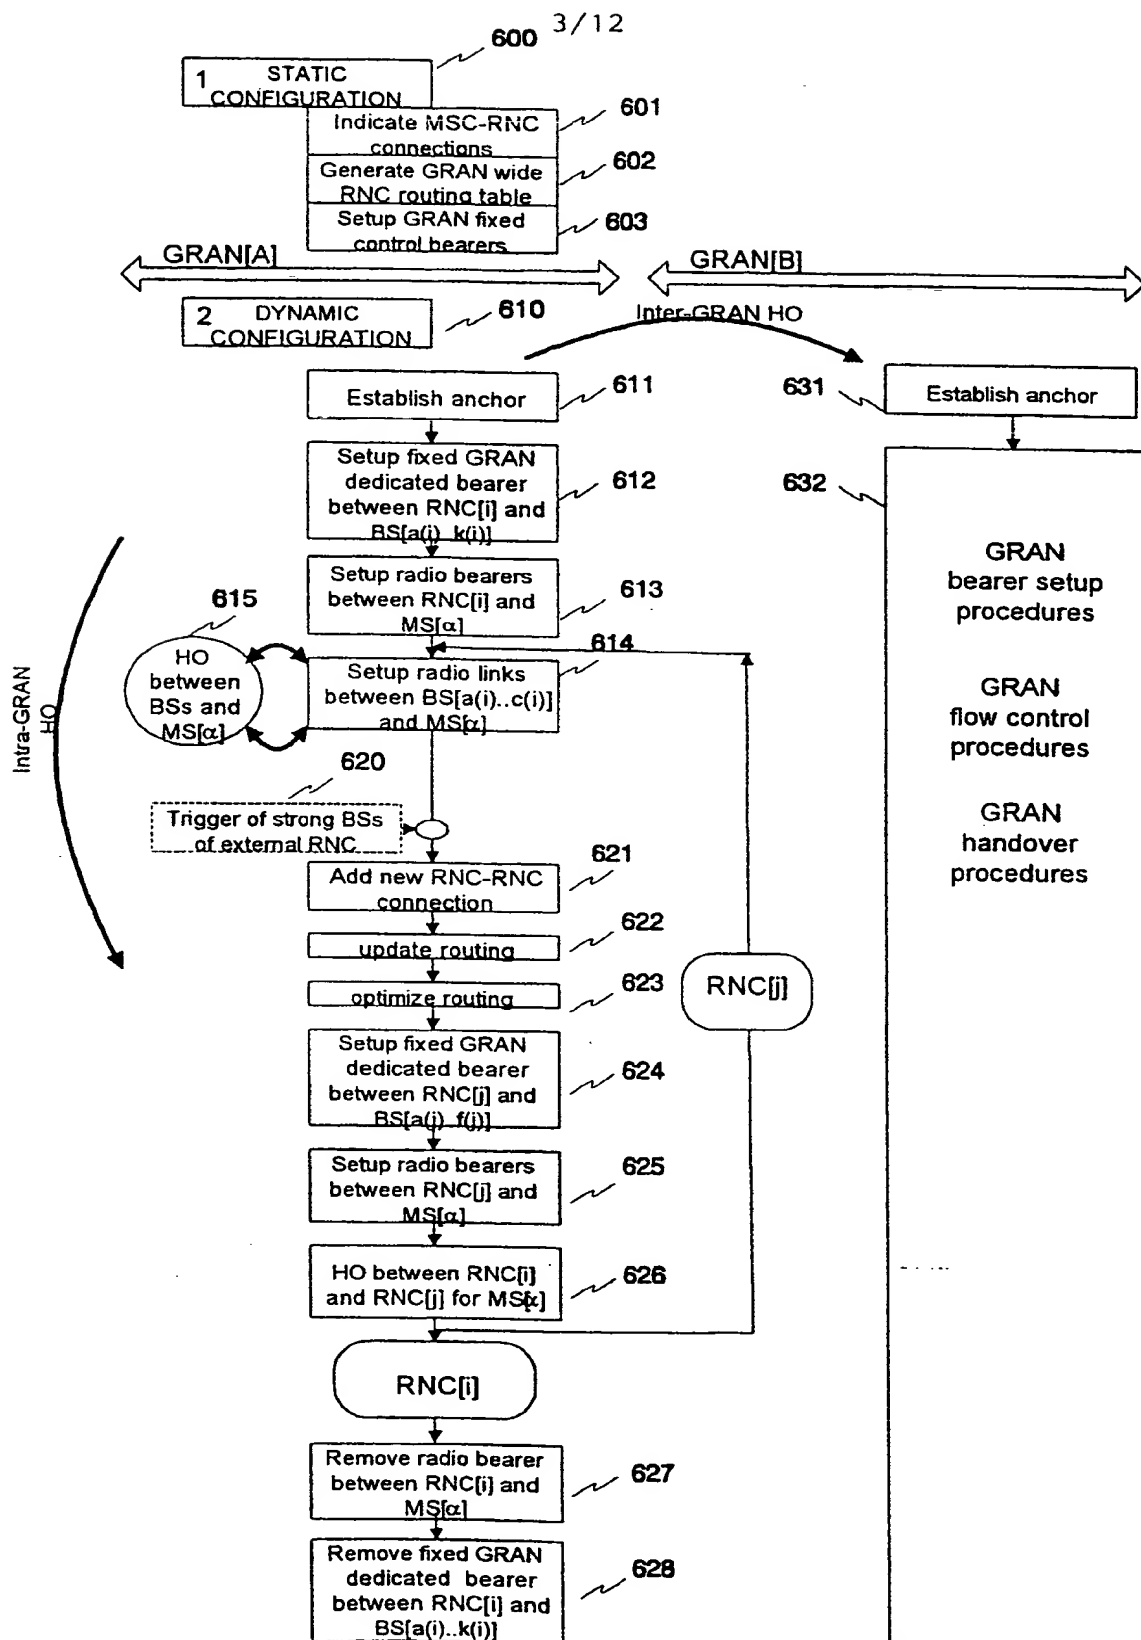 3/12
600
1 STATIC
CONFIGURATION
Indicate MSC-RNC
connections
601
Generate GRAN wide
RNC routing table
602
Setup GRAN fixed
control bearers
603
GRAN[A]
GRAN[B]
2 DYNAMIC
CONFIGURATION
610
Inter-GRAN HO
Establish anchor
611
631
Establish anchor
Setup fixed GRAN
dedicated bearer
between RNC[i] and
BS[a(i)..k(i)]
612
632
GRAN
bearer setup
procedures
GRAN
flow control
procedures
GRAN
handover
procedures
Setup radio bearers
between RNC[i] and
MS[α]
613
615
HO
between
BSs and
MS[α]
614
Setup radio links
between BS[a(i)..c(i)]
and MS[α]
Intra-GRAN
HO
620
Trigger of strong BSs
of external RNC
Add new RNC-RNC
connection
621
update routing
622
optimize routing
623
RNC[j]
Setup fixed GRAN
dedicated bearer
between RNC[j] and
BS[a(j)..f(j)]
624
Setup radio bearers
between RNC[j] and
MS[α]
625
HO between RNC[i]
and RNC[j] for MS[α]
626
RNC[i]
Remove radio bearer
between RNC[i] and
MS[α]
627
Remove fixed GRAN
dedicated bearer
between RNC[i] and
BS[a(i)..k(i)]
628